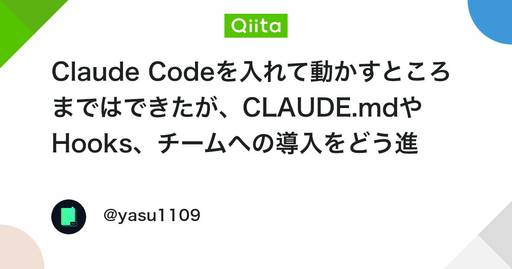 Qiita
Claude Codeを入れて動かすところ
まではできたが、CLAUDE.mdや
Hooks、チームへの導入をどう進
@yasu1109